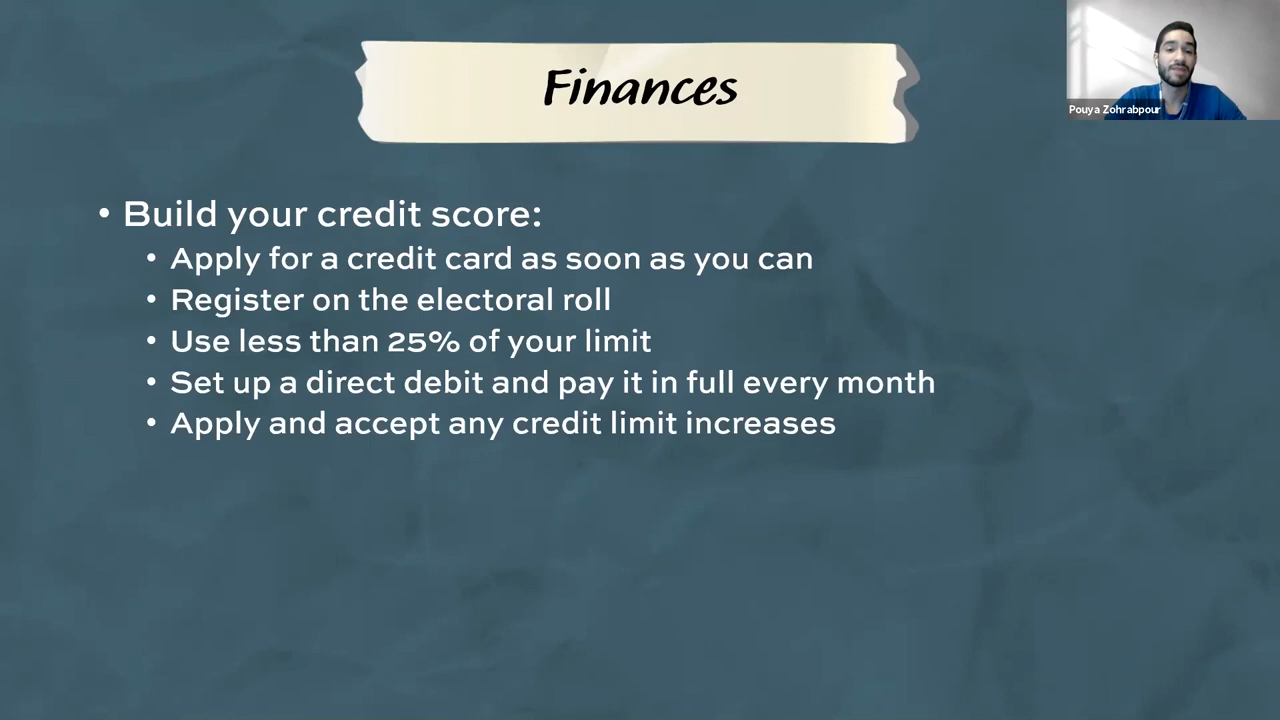 Finances
Pouya Zohrabpour
• Build your credit score:
• Apply for a credit card as soon as you can
• Register on the electoral roll
• Use less than 25% of your limit
• Set up a direct debit and pay it in full every month
• Apply and accept any credit limit increases